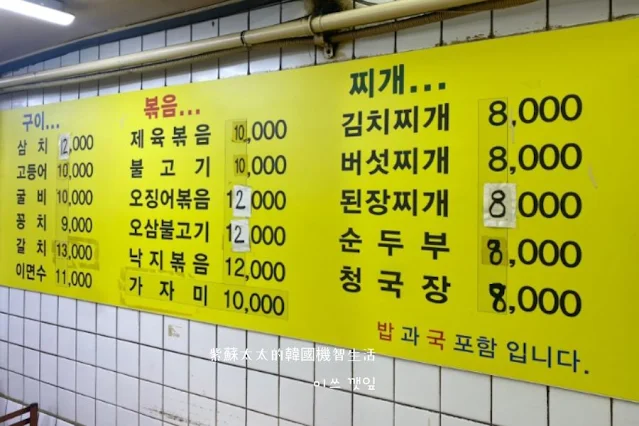 구이...
삼치 12,000
고등어 10,000
굴비 10,000
꽁치 9,000
갈치 13,000
이면수 11,000
볶음...
제육볶음 10,000
불고기 10,000
오징어볶음 12,000
오삼불고기 12,000
낙지볶음 12,000
가자미 10,000
찌개...
김치찌개 8,000
버섯찌개 8,000
된장찌개 8,000
순두부 8,000
청국장 8,000
밥과국 포함입니다.
紫蘇太太的韓國機智生活
이쓰 깻잎